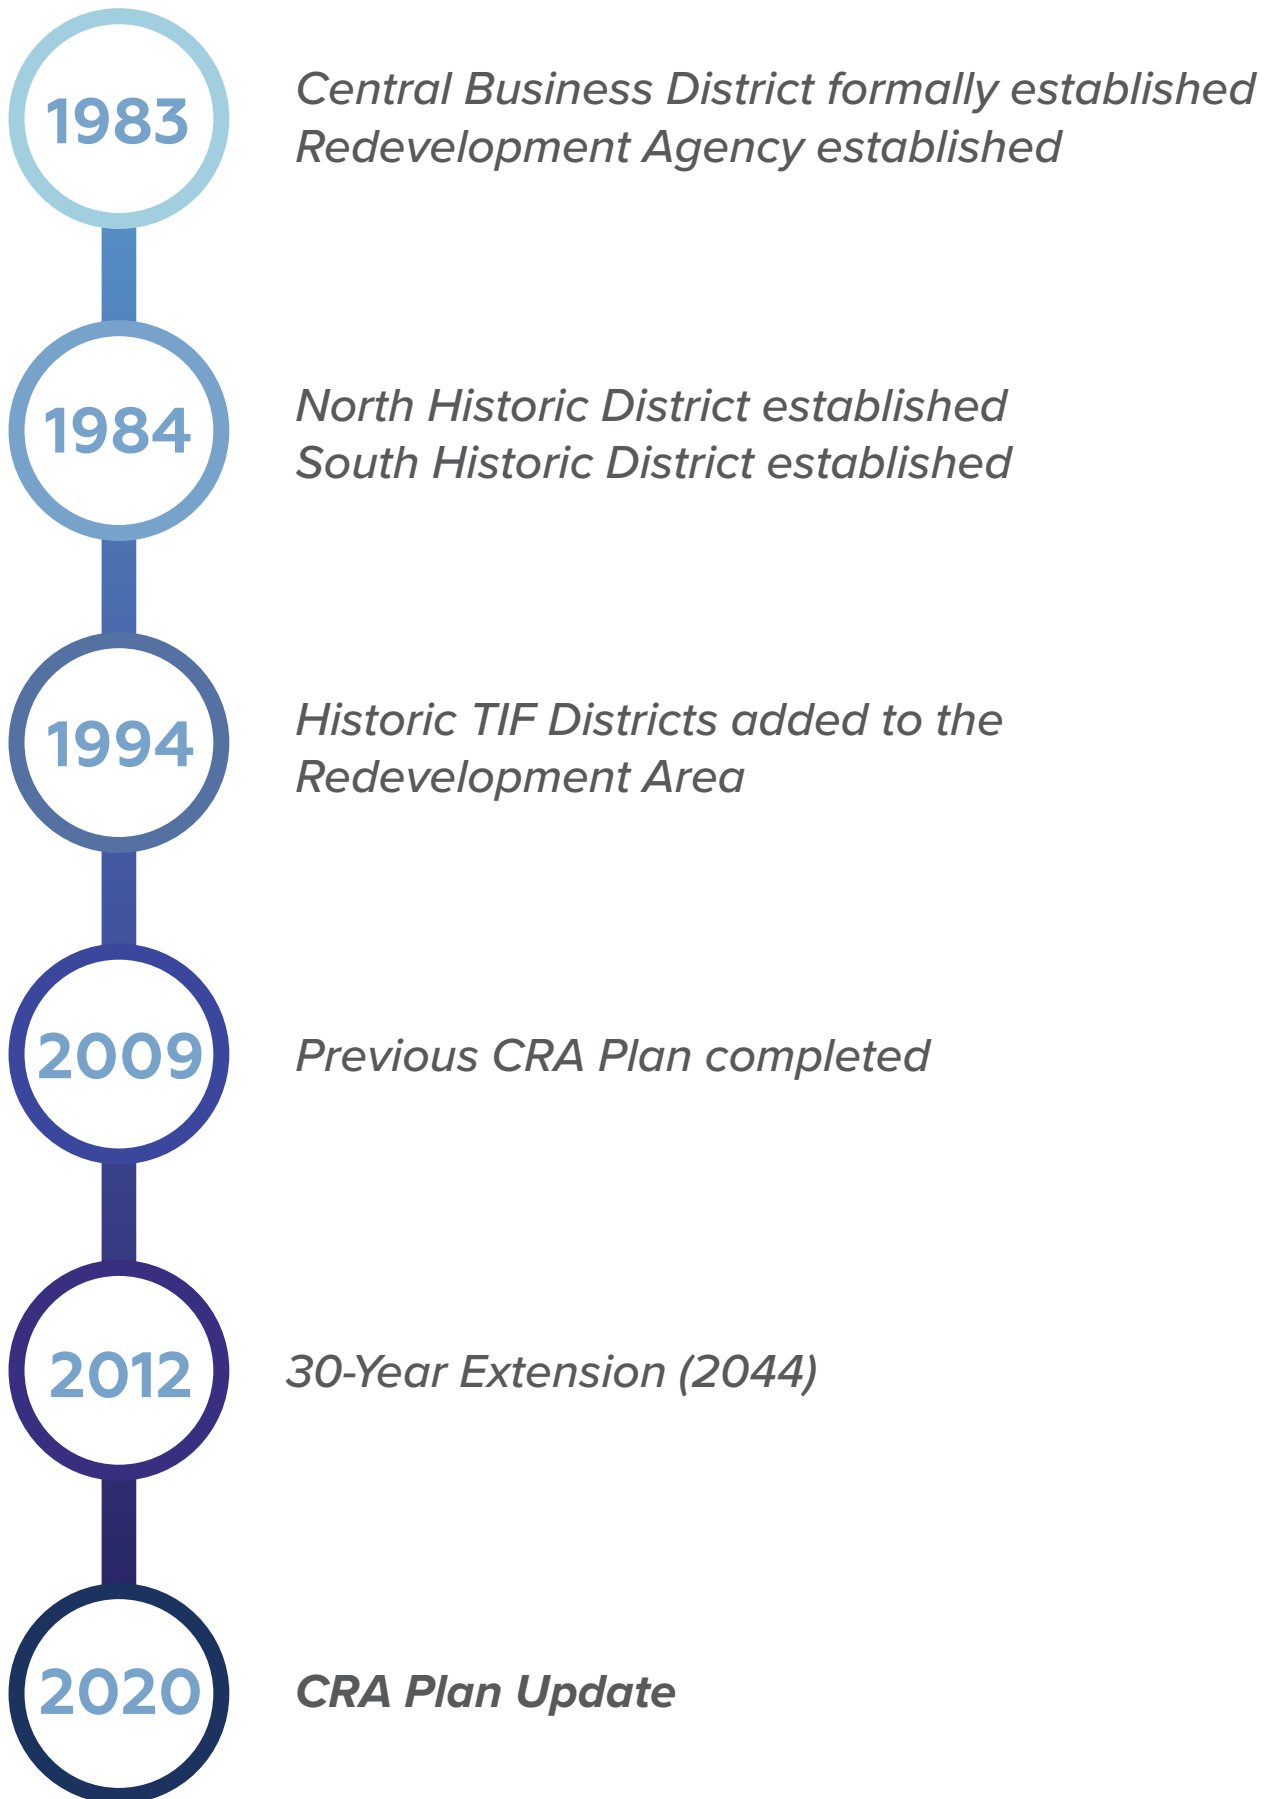 1983
Central Business District formally established
Redevelopment Agency established
1984
North Historic District established
South Historic District established
1994
Historic TIF Districts added to the
Redevelopment Area
2009
Previous CRA Plan completed
2012
30-Year Extension (2044)
2020
CRA Plan Update